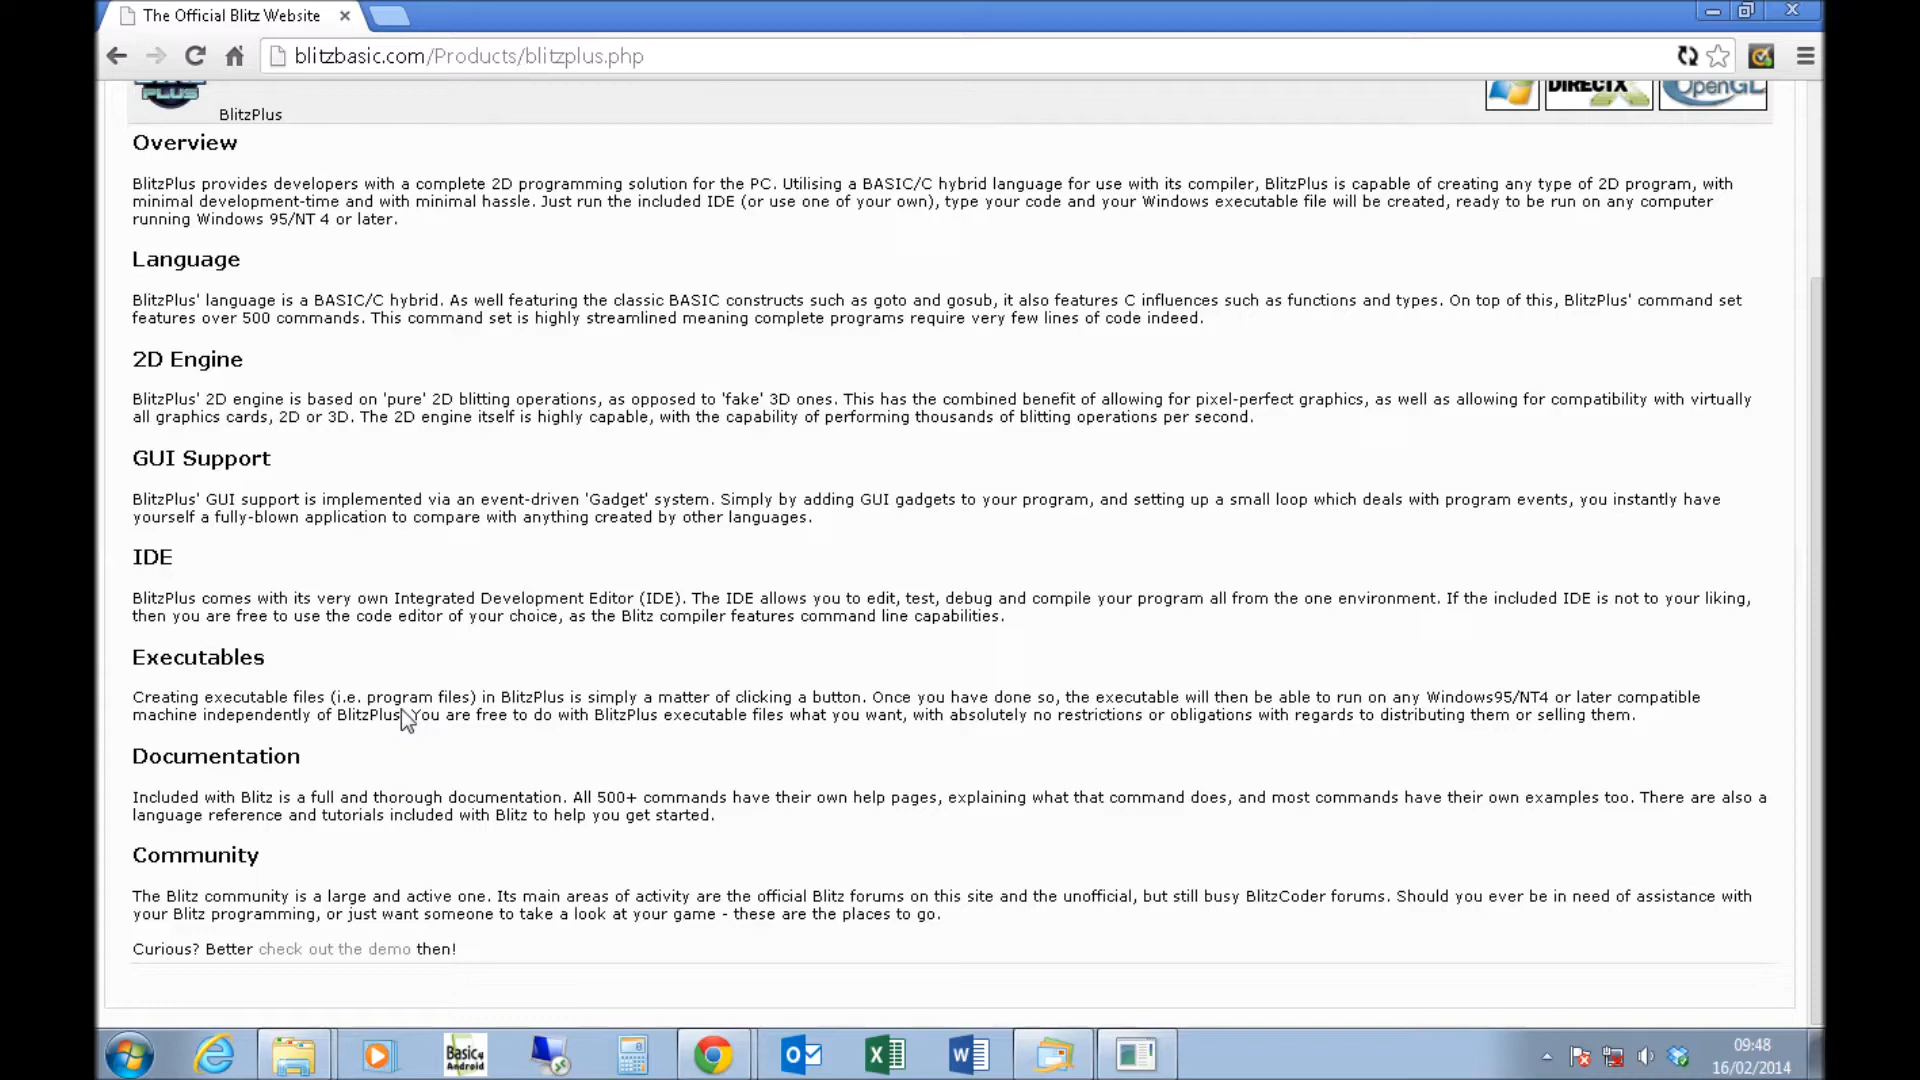 The Official Blitz Website
blitzbasic.com/Products/blitzplus.php
PLUS
BlitzPlus
DIRECTX
OpenGL
Overview
BlitzPlus provides developers with a complete 2D programming solution for the PC. Utilising a BASIC/C hybrid language for use with its compiler, BlitzPlus is capable of creating any type of 2D program, with
minimal development-time and with minimal hassle. Just run the included IDE (or use one of your own), type your code and your Windows executable file will be created, ready to be run on any computer
running Windows 95/NT 4 or later.
Language
BlitzPlus' language is a BASIC/C hybrid. As well featuring the classic BASIC constructs such as goto and gosub, it also features C influences such as functions and types. On top of this, BlitzPlus' command set
features over 500 commands. This command set is highly streamlined meaning complete programs require very few lines of code indeed.
2D Engine
BlitzPlus' 2D engine is based on 'pure' 2D blitting operations, as opposed to 'fake' 3D ones. This has the combined benefit of allowing for pixel-perfect graphics, as well as allowing for compatibility with virtually
all graphics cards, 2D or 3D. The 2D engine itself is highly capable, with the capability of performing thousands of blitting operations per second.
GUI Support
BlitzPlus' GUI support is implemented via an event-driven 'Gadget' system. Simply by adding GUI gadgets to your program, and setting up a small loop which deals with program events, you instantly have
yourself a fully-blown application to compare with anything created by other languages.
IDE
BlitzPlus comes with its very own Integrated Development Editor (IDE). The IDE allows you to edit, test, debug and compile your program all from the one environment. If the included IDE is not to your liking,
then you are free to use the code editor of your choice, as the Blitz compiler features command line capabilities.
Executables
Creating executable files (i.e. program files) in BlitzPlus is simply a matter of clicking a button. Once you have done so, the executable will then be able to run on any Windows95/NT4 or later compatible
machine independently of BlitzPlus. You are free to do with BlitzPlus executable files what you want, with absolutely no restrictions or obligations with regards to distributing them or selling them.
Documentation
Included with Blitz is a full and thorough documentation. All 500+ commands have their own help pages, explaining what that command does, and most commands have their own examples too. There are also a
language reference and tutorials included with Blitz to help you get started.
Community
The Blitz community is a large and active one. Its main areas of activity are the official Blitz forums on this site and the unofficial, but still busy BlitzCoder forums. Should you ever be in need of assistance with
your Blitz programming, or just want someone to take a look at your game - these are the places to go.
Curious? Better check out the demo then!
Basic4
Android
09:48
16/02/2014